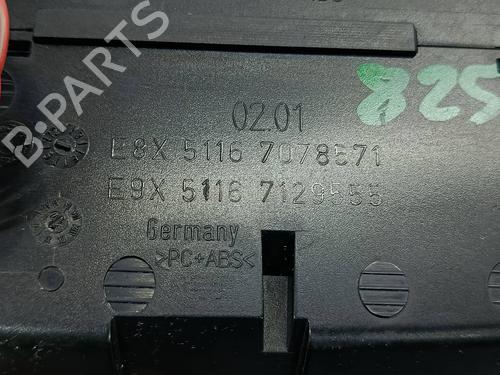 02.01
825
E8X 5116 7078571
E9X 5116 7129555
Germany
>PC+ABS<
B-PARTS